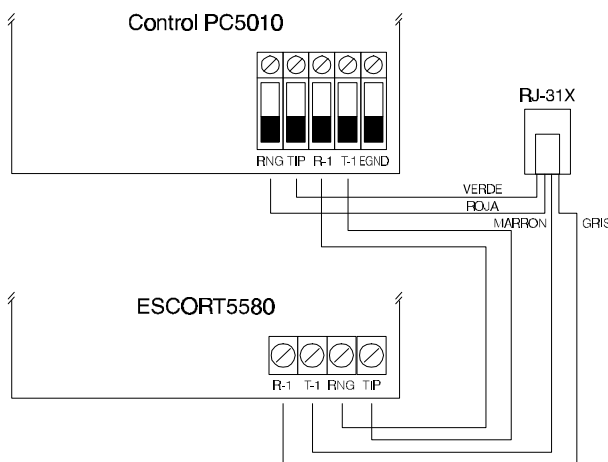 Control PC5010
RJ-31X
RNG TIP R-1 T-1 EGND
VERDE
ROJA
MARRON GRIS
ESCORT5580
R-1 T-1 RNG TIP